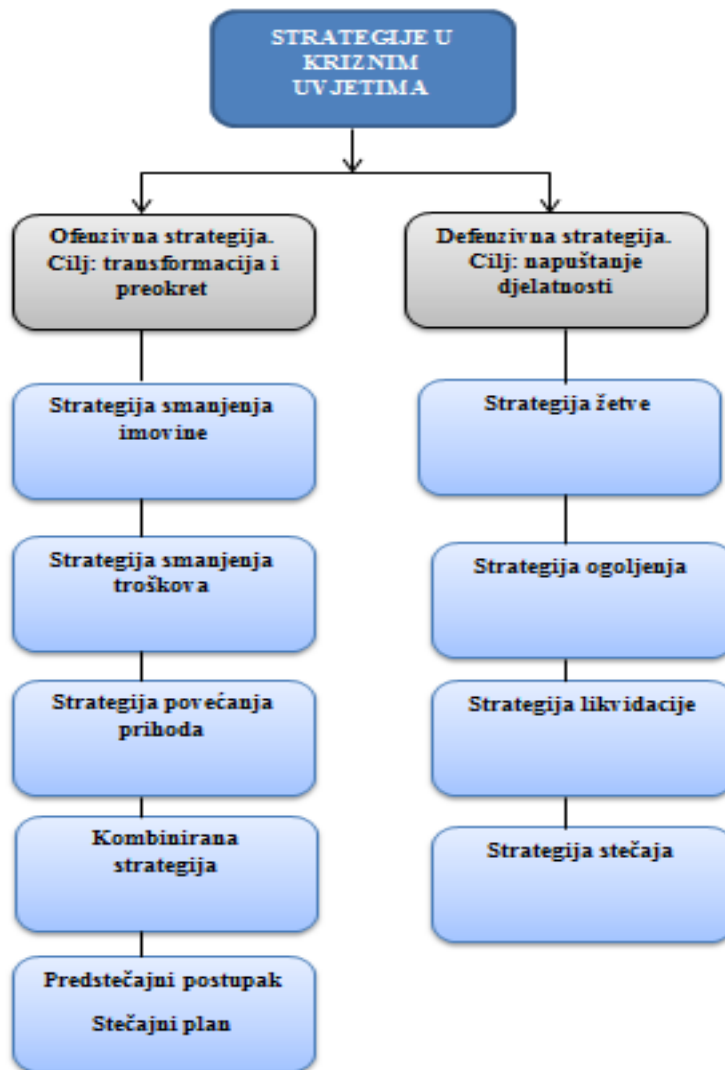 STRATEGIJE U
KRIZNIM
UVJETIMA
Ofenzivna strategija.
Cilj: transformacija i
preokret
Strategija smanjenja
imovine
Strategija smanjenja
troškova
Strategija povećanja
prihoda
Kombinirana
strategija
Predstečajni postupak
Stečajni plan
Defenzivna strategija.
Cilj: napuštanje
djelatnosti
Strategija žetve
Strategija ogoljenja
Strategija likvidacije
Strategija stečaja